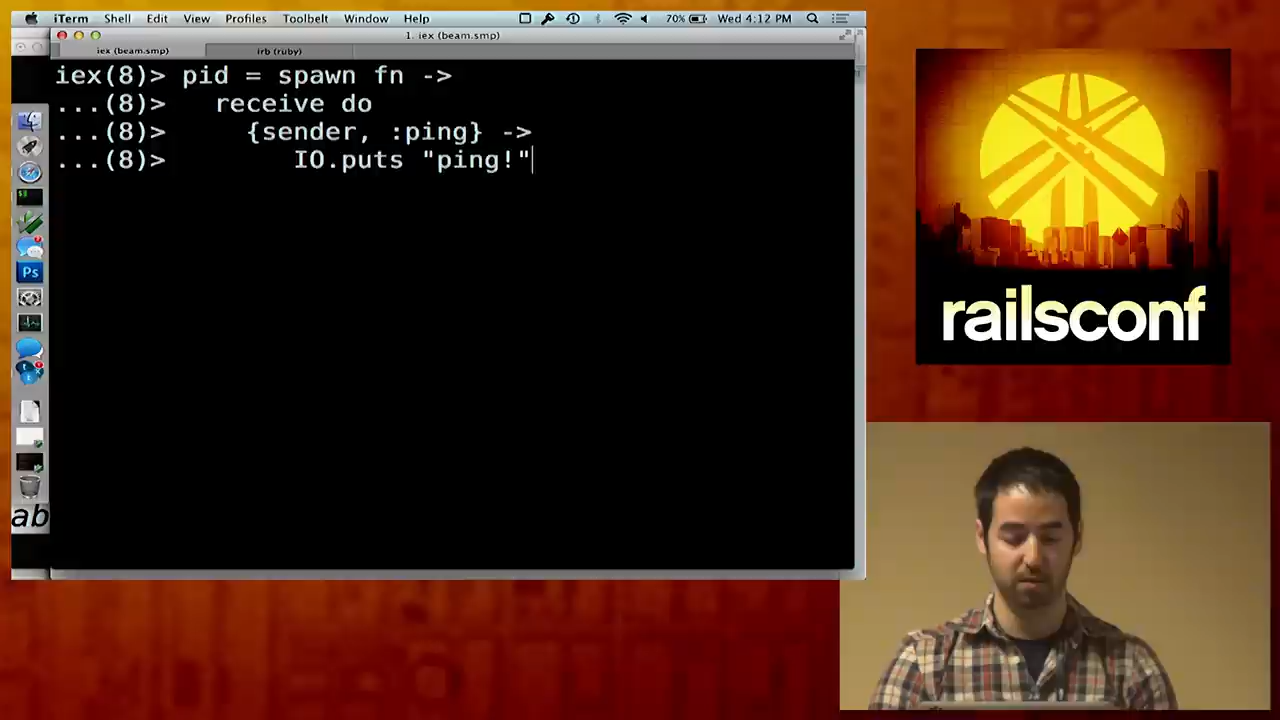 iTerm Shell Edit View Profiles Toolbelt Window Help 70% Wed 4:12 PM
1. iex (beam.smp)
iex (beam.smp) irb (ruby)
iex(8)> pid = spawn fn ->
...(8)> receive do
...(8)> {sender, :ping} ->
...(8)> IO.puts "ping!"
Ps
ab
railsconf